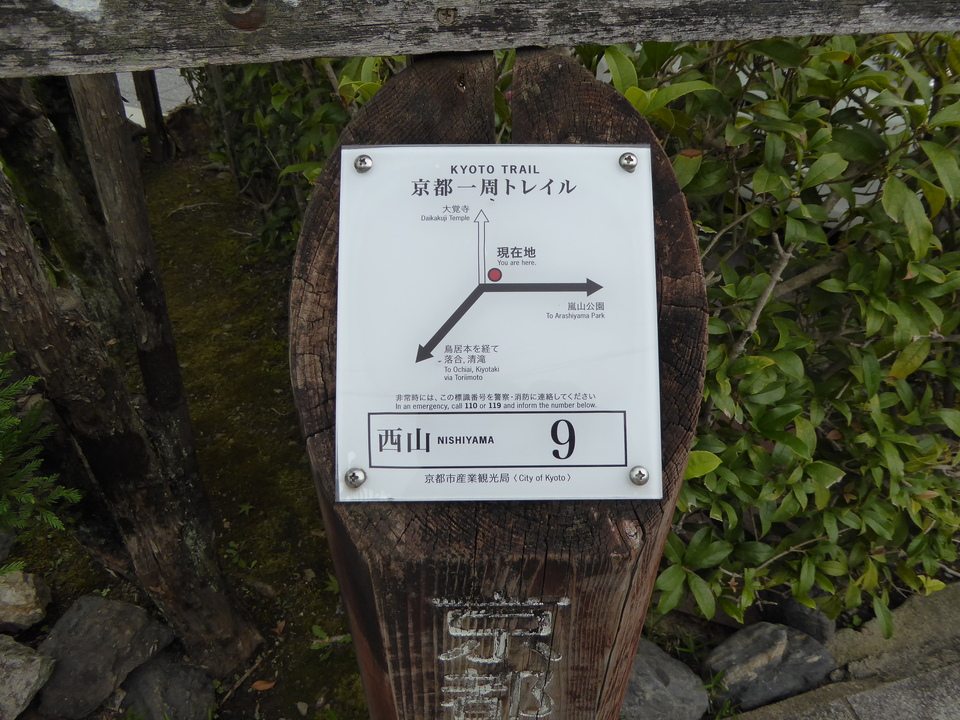 KYOTO TRAIL
京都一周トレイル
大覚寺
Daikakuji Temple
現在地
You are here.
嵐山公園
To Arashiyama Park
鳥居本を経て
落合,清滝
To Ochiai, Kiyotaki
via Toriimoto
非常時には、この標識番号を警察・消防に連絡してください
In an emergency, call 110 or 119 and inform the number below.
西山 NISHIYAMA 9
京都市産業観光局〈City of Kyoto〉